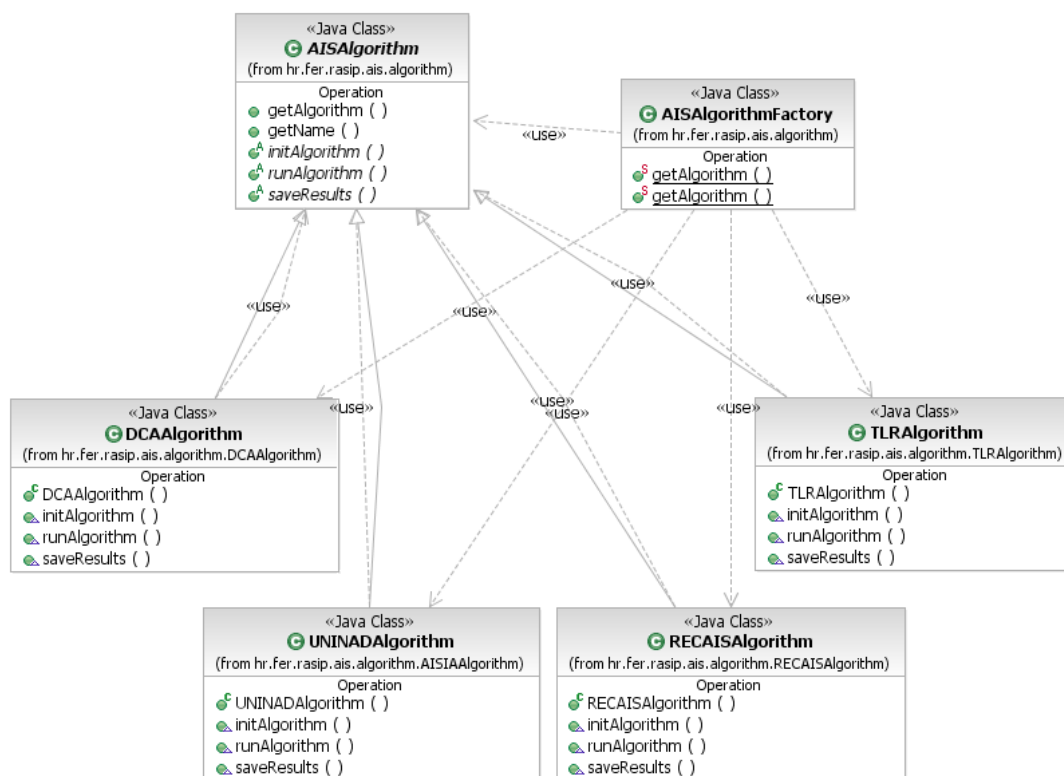 «Java Class»
AISAlgorithm
(from hr.fer.rasip.ais.algorithm)
Operation
getAlgorithm ( )
getName ( )
initAlgorithm ( )
runAlgorithm ( )
saveResults ( )
«Java Class»
AISAlgorithmFactory
(from hr.fer.rasip.ais.algorithm)
Operation
getAlgorithm ( )
getAlgorithm ( )
«use»
«use»
«use»
«use»
«use»
«use»
«use»
«use»
«use»
«Java Class»
DCAAlgorithm
(from hr.fer.rasip.ais.algorithm.DCAAlgorithm)
Operation
DCAAlgorithm ( )
initAlgorithm ( )
runAlgorithm ( )
saveResults ( )
«Java Class»
TLRAlgorithm
(from hr.fer.rasip.ais.algorithm.TLRAlgorithm)
Operation
TLRAlgorithm ( )
initAlgorithm ( )
runAlgorithm ( )
saveResults ( )
«Java Class»
UNINADAlgorithm
(from hr.fer.rasip.ais.algorithm.AISIAAlgorithm)
Operation
UNINADAlgorithm ( )
initAlgorithm ( )
runAlgorithm ( )
saveResults ( )
«Java Class»
RECAISAlgorithm
(from hr.fer.rasip.ais.algorithm.RECAISAlgorithm)
Operation
RECAISAlgorithm ( )
initAlgorithm ( )
runAlgorithm ( )
saveResults ( )